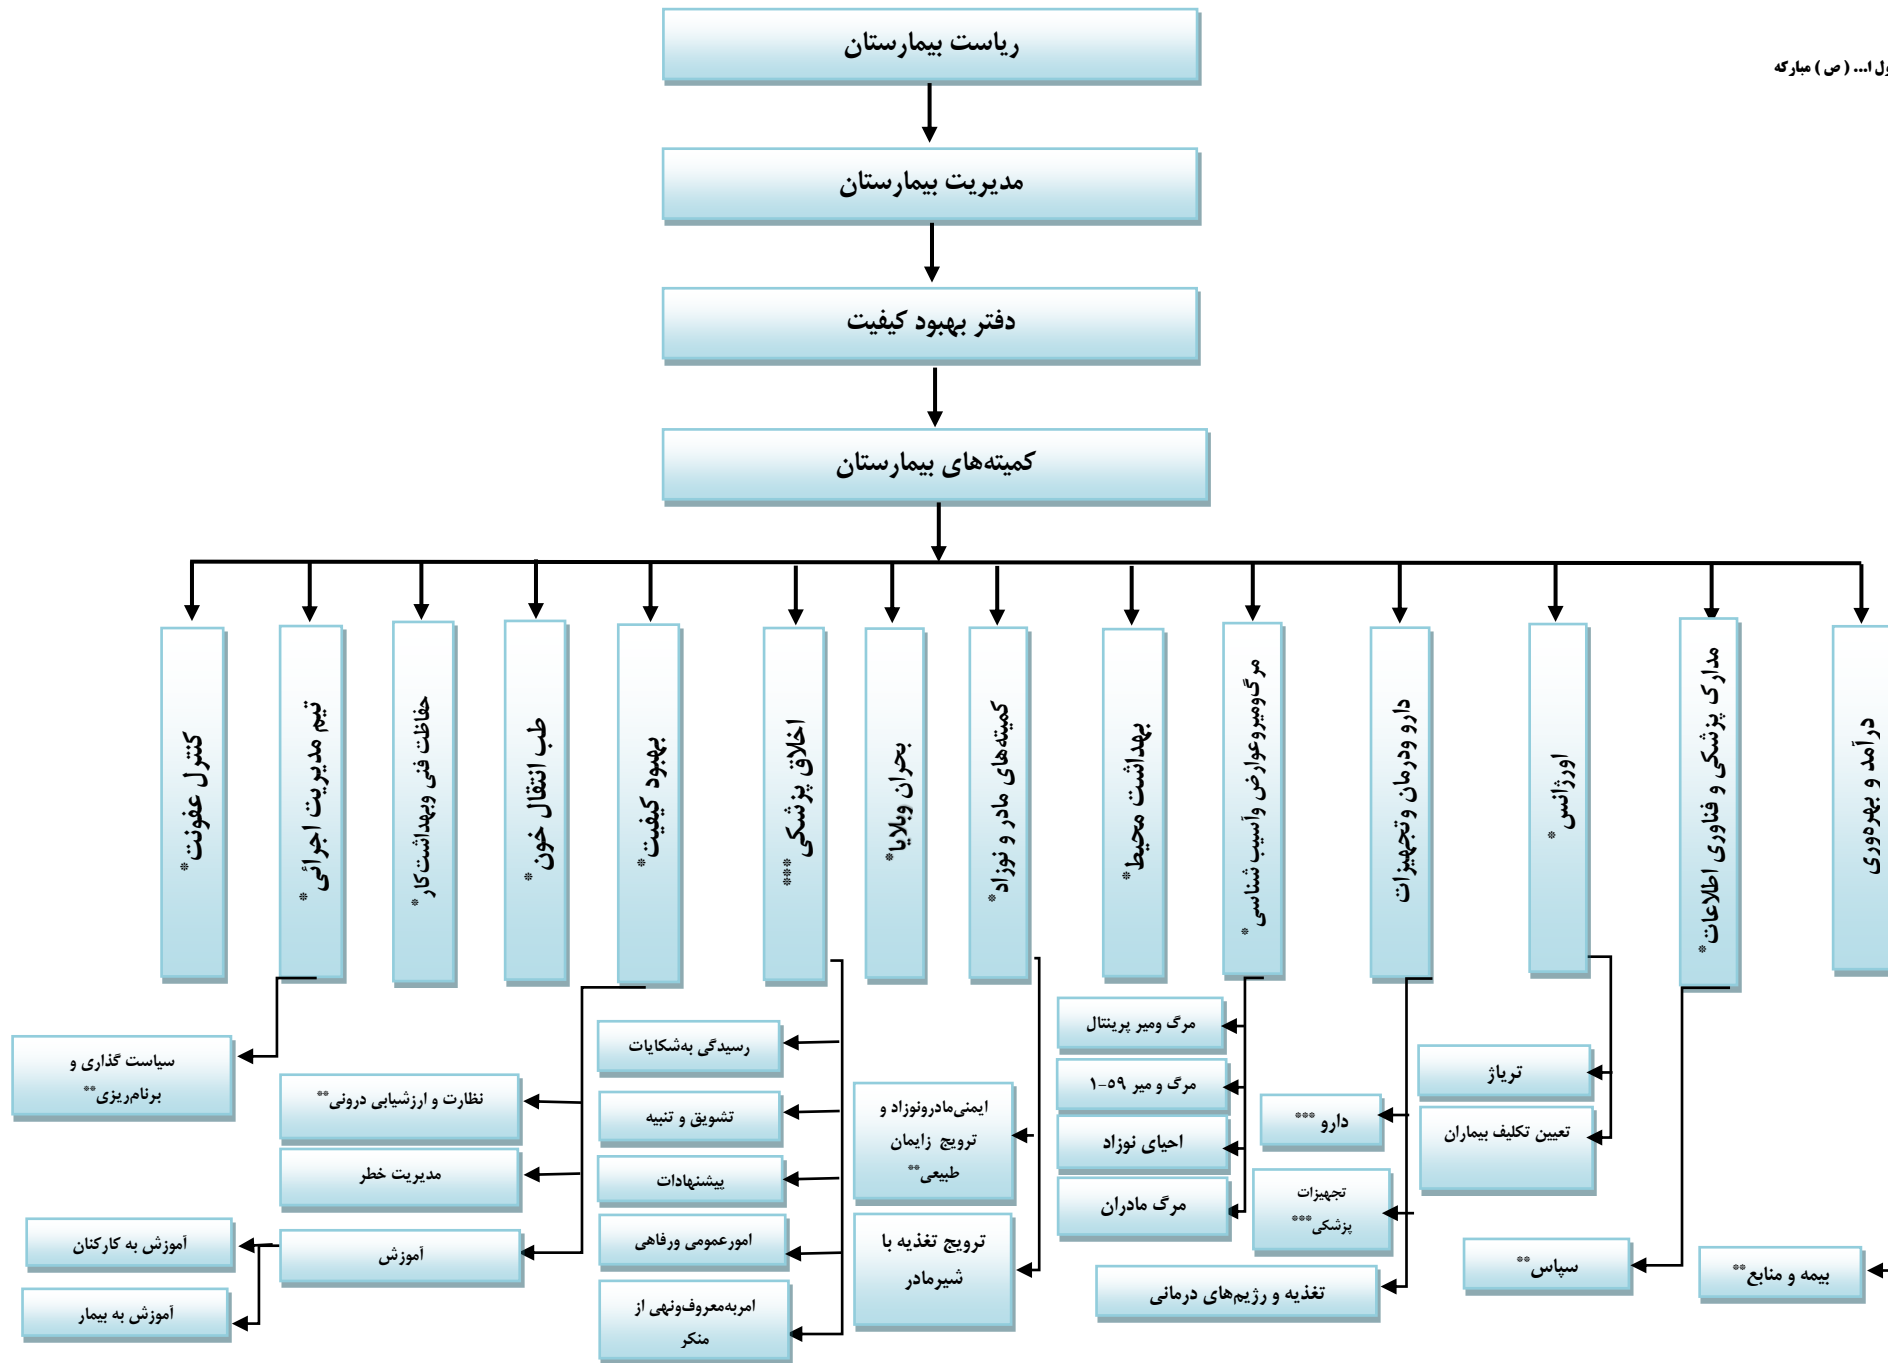 ریاست بیمارستان
ول ا... ( ص ) مبارکه
مدیریت بیمارستان
دفتر بهبود کیفیت
کمیته‌های بیمارستان
درآمد و بهره‌وری
مدارک پزشکی و فناوری اطلاعات*
اورژانس *
دارو ودرمان وتجهیزات
مرگ‌ومیروعوارض وآسیب شناسی *
بهداشت محیط*
کمیته‌های مادر و نوزاد*
بحران وبلایا*
اخلاق پزشکی ***
بهبود کیفیت*
طب انتقال خون *
حفاظت فنی وبهداشت‌کار *
تیم مدیریت اجرائی *
کنترل عفونت*
بیمه و منابع**
سپاس**
تریاژ
تعیین تکلیف بیماران
دارو ***
تجهیزات
پزشکی***
تغذیه و رژیم‌های درمانی
مرگ ومیر پرینتال
مرگ و میر ۵۹-۱
احیای نوزاد
مرگ مادران
ایمنی‌مادرونوزاد و
ترویج زایمان
طبیعی**
ترویج تغذیه با
شیرمادر
رسیدگی به‌شکایات
تشویق و تنبیه
پیشنهادات
امورعمومی ورفاهی
امربه‌معروف‌ونهی از
منکر
نظارت و ارزشیابی درونی**
مدیریت خطر
آموزش
آموزش به کارکنان
آموزش به بیمار
سیاست گذاری و
برنام‌ریزی**